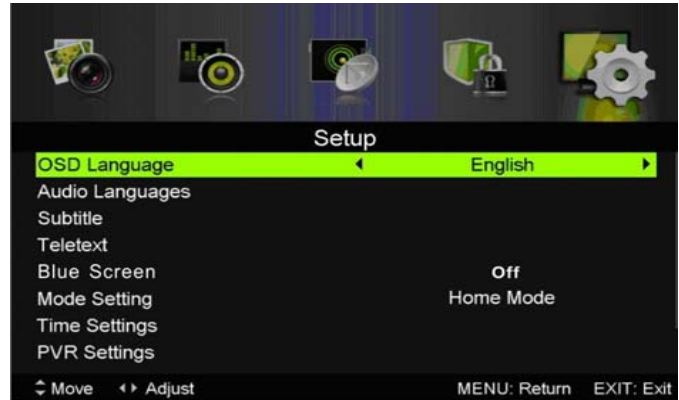 Setup
OSD Language English
Audio Languages
Subtitle
Teletext
Blue Screen Off
Mode Setting Home Mode
Time Settings
PVR Settings
Move Adjust MENU: Return EXIT: Exit